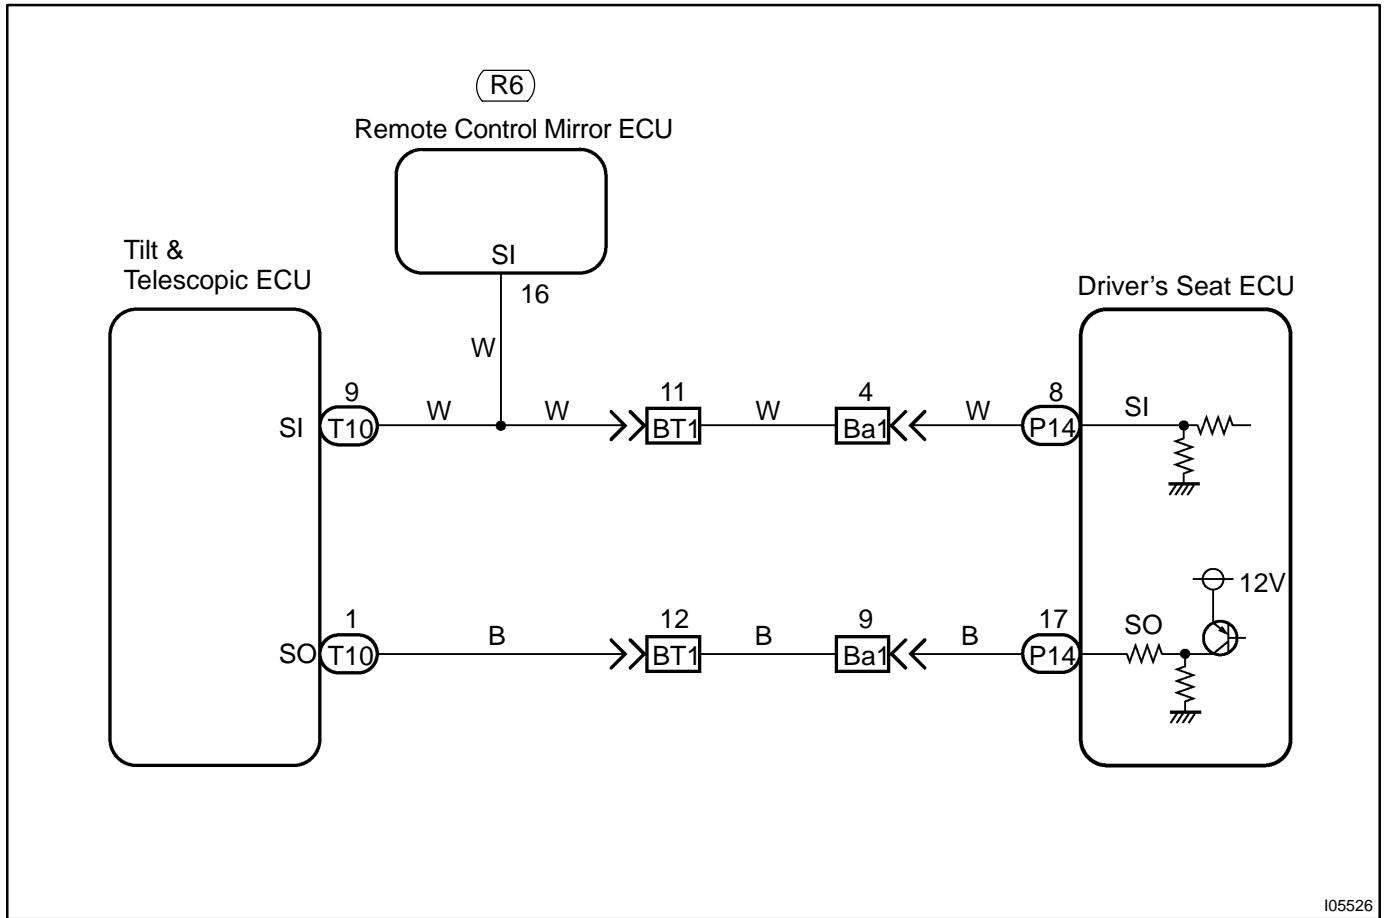 R6
Remote Control Mirror ECU
SI
16
Tilt &
Telescopic ECU
Driver's Seat ECU
W
9
11
4
8
W
W
W
W
SI
SI
T10
BT1
Ba1
P14
12V
1
12
9
17
SO
B
B
B
SO
T10
BT1
Ba1
P14
I05526